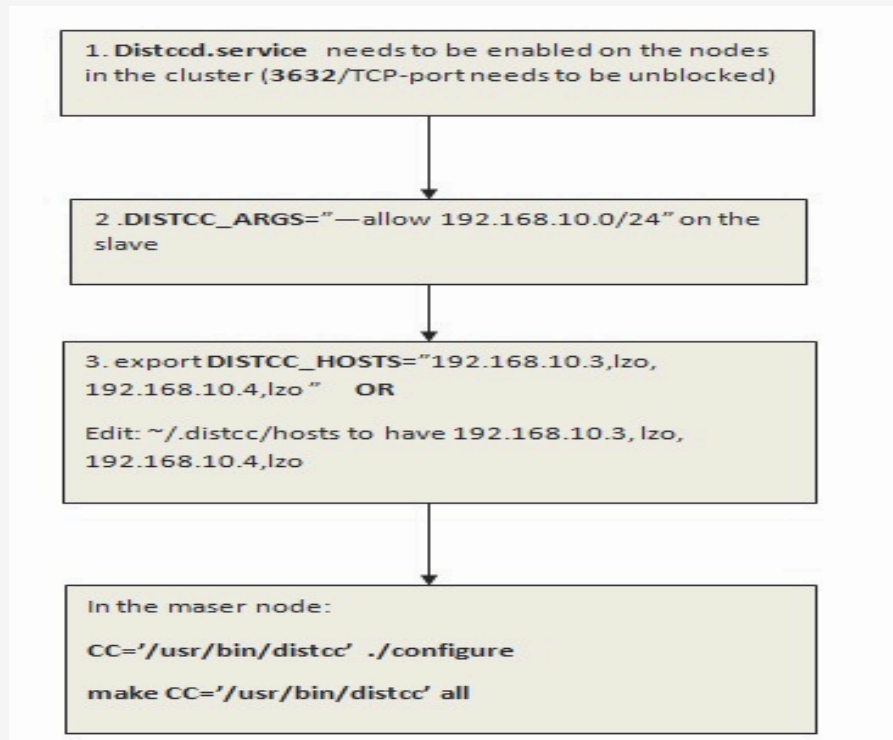 1. Distccd.service needs to be enabled on the nodes
in the cluster (3632/TCP-port needs to be unblocked)
2 .DISTCC_ARGS="—allow 192.168.10.0/24" on the
slave
3. export DISTCC_HOSTS="192.168.10.3,lzo,
192.168.10.4,lzo " OR
Edit: ~/.distcc/hosts to have 192.168.10.3, lzo,
192.168.10.4,lzo
In the maser node:
CC='/usr/bin/distcc' ./configure
make CC='/usr/bin/distcc' all